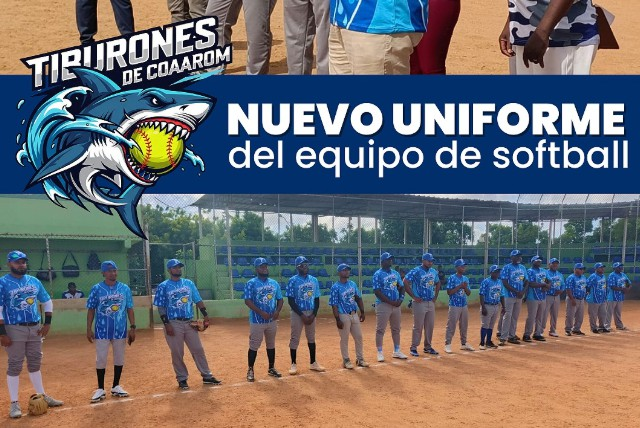 TIBURONES
DE COAAROM
NUEVO UNIFORME
del equipo de softball